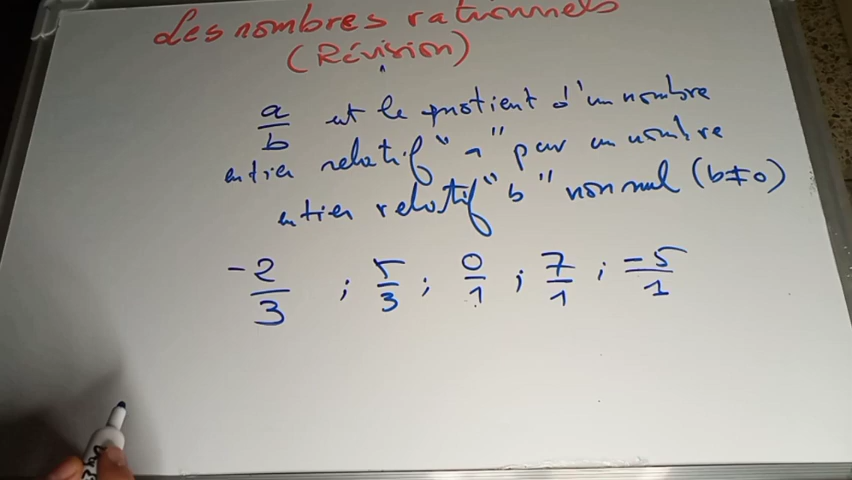 Les nombres rationnels
(Révision)
a/b est le quotient d'un nombre
entier relatif "a" par un nombre
entier relatif "b" non nul (b≠0)
-2/3 ; 5/3 ; 0/1 ; 7/1 ; -5/1